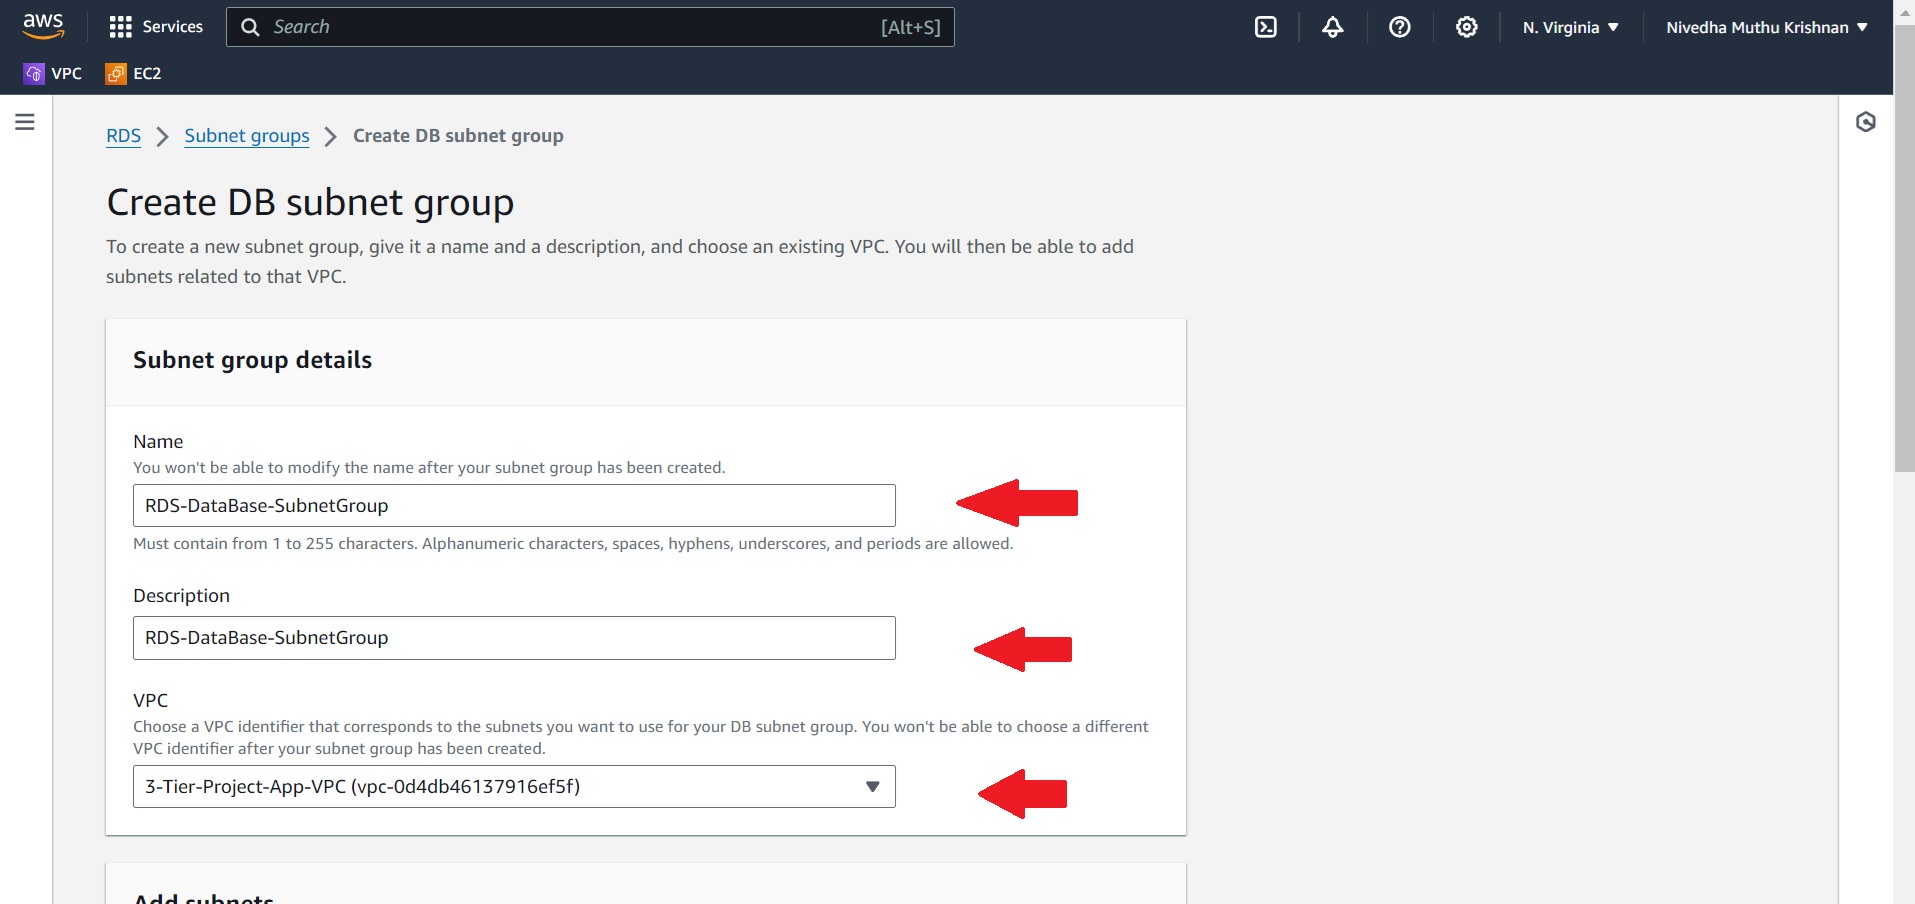 aws
Services
Search
[Alt+S]
N. Virginia
Nivedha Muthu Krishnan
VPC
EC2
RDS
Subnet groups
Create DB subnet group
Create DB subnet group
To create a new subnet group, give it a name and a description, and choose an existing VPC. You will then be able to add
subnets related to that VPC.
Subnet group details
Name
You won't be able to modify the name after your subnet group has been created.
RDS-DataBase-SubnetGroup
Must contain from 1 to 255 characters. Alphanumeric characters, spaces, hyphens, underscores, and periods are allowed.
Description
RDS-DataBase-SubnetGroup
VPC
Choose a VPC identifier that corresponds to the subnets you want to use for your DB subnet group. You won't be able to choose a different
VPC identifier after your subnet group has been created.
3-Tier-Project-App-VPC (vpc-0d4db46137916ef5f)
Add subnets